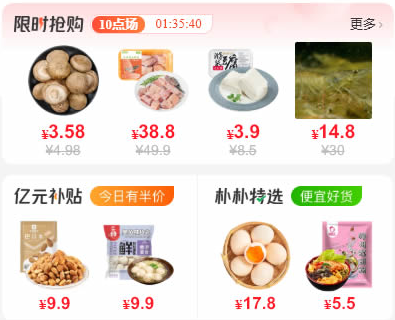 限时抢购 10点场 01:35:40 更多
¥3.58 ¥38.8 ¥3.9 ¥14.8
¥4.98 ¥49.9 ¥8.5 ¥30
亿元补贴 今日有半价
朴朴特选 便宜好货
¥9.9 ¥9.9
¥17.8 ¥5.5